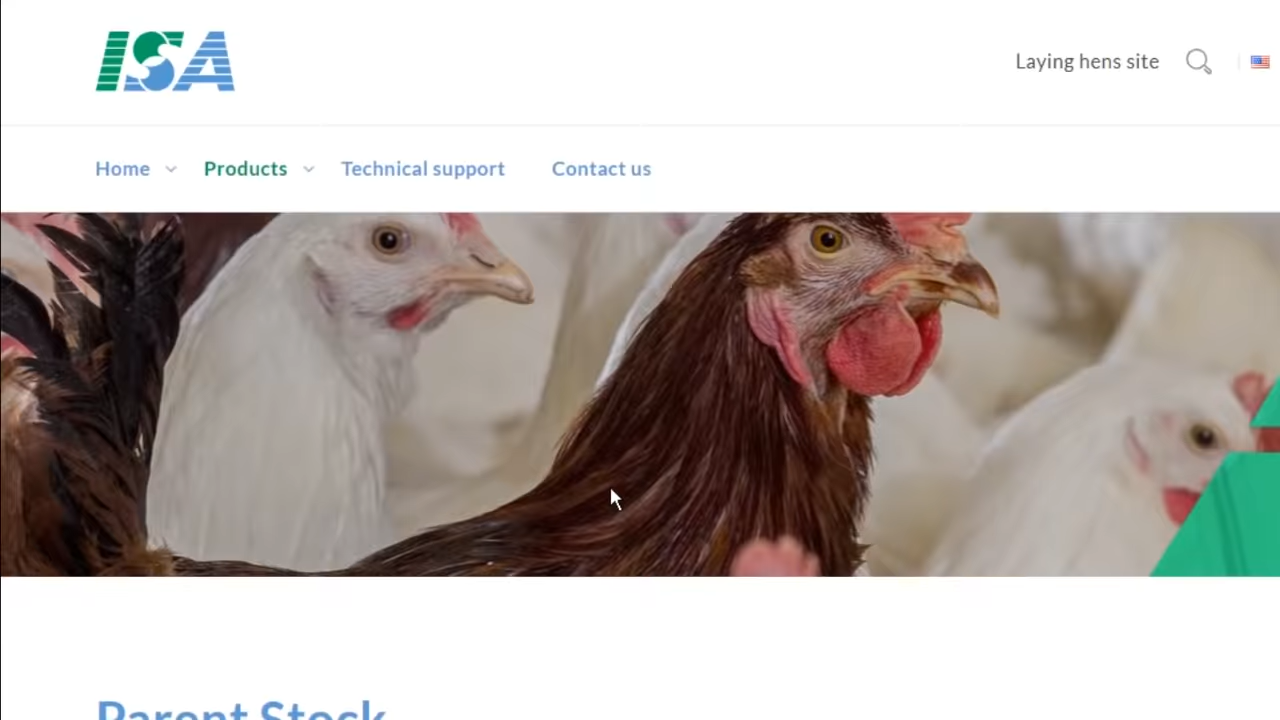 ISA
Laying hens site
Home Products Technical support Contact us
Parent Stock